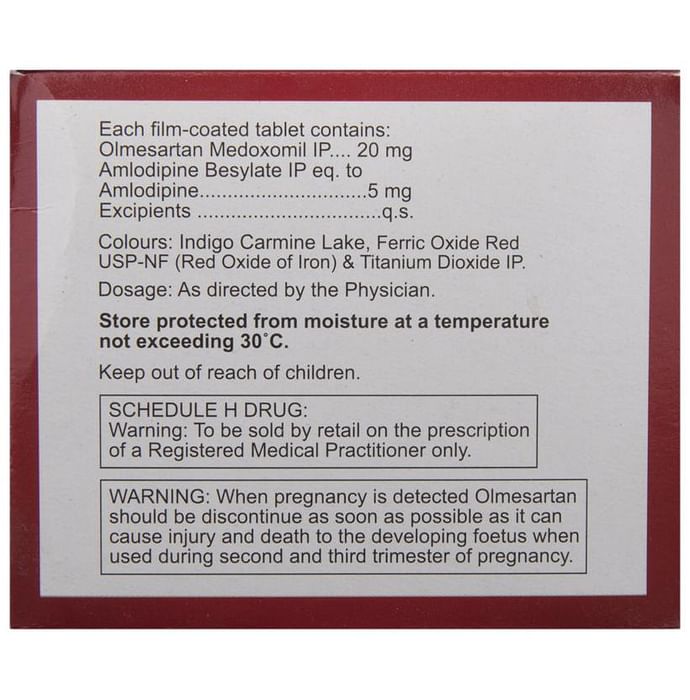 Each film-coated tablet contains:
Olmesartan Medoxomil IP.... 20 mg
Amlodipine Besylate IP eq. to
Amlodipine............................5 mg
Excipients ...............................q.s.
Colours: Indigo Carmine Lake, Ferric Oxide Red
USP-NF (Red Oxide of Iron) & Titanium Dioxide IP.
Dosage: As directed by the Physician.
Store protected from moisture at a temperature
not exceeding 30˚C.
Keep out of reach of children.
SCHEDULE H DRUG:
Warning: To be sold by retail on the prescription
of a Registered Medical Practitioner only.
WARNING: When pregnancy is detected Olmesartan
should be discontinue as soon as possible as it can
cause injury and death to the developing foetus when
used during second and third trimester of pregnancy.